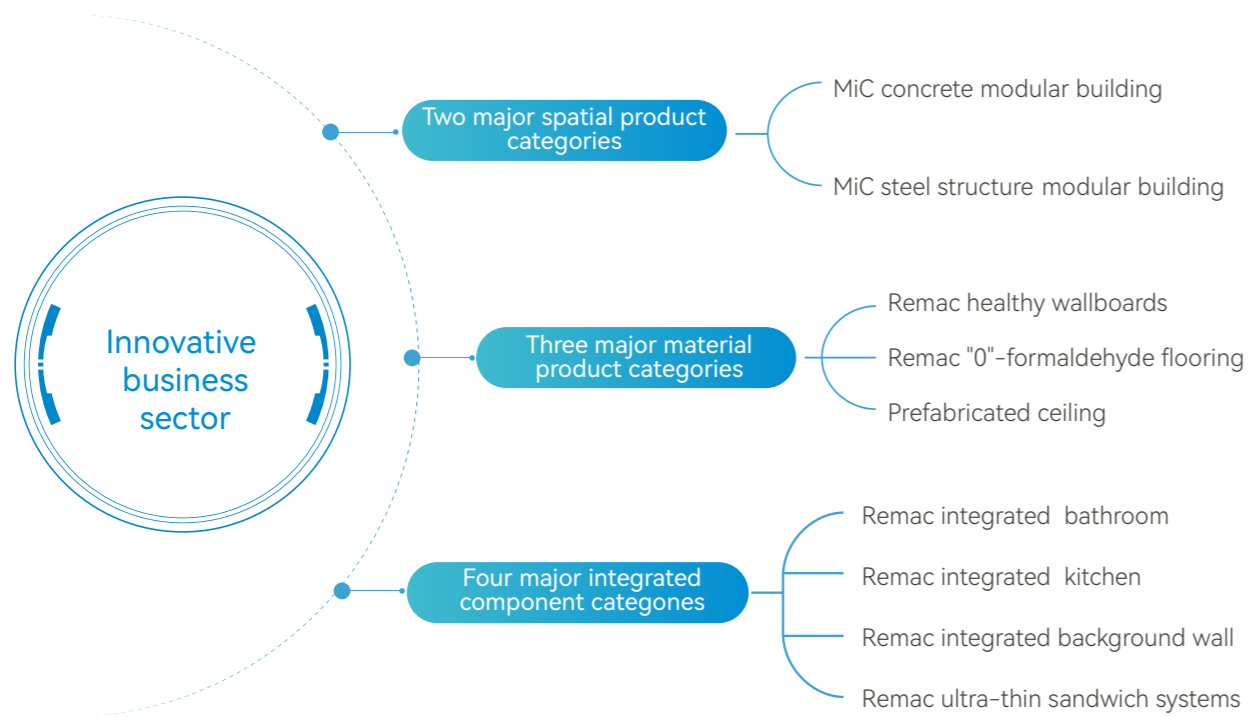 Innovative
business
sector
Two major spatial product
categories
MiC concrete modular building
MiC steel structure modular building
Three major material
product categories
Remac healthy wallboards
Remac "0"-formaldehyde flooring
Prefabricated ceiling
Four major integrated
component categones
Remac integrated bathroom
Remac integrated kitchen
Remac integrated background wall
Remac ultra-thin sandwich systems